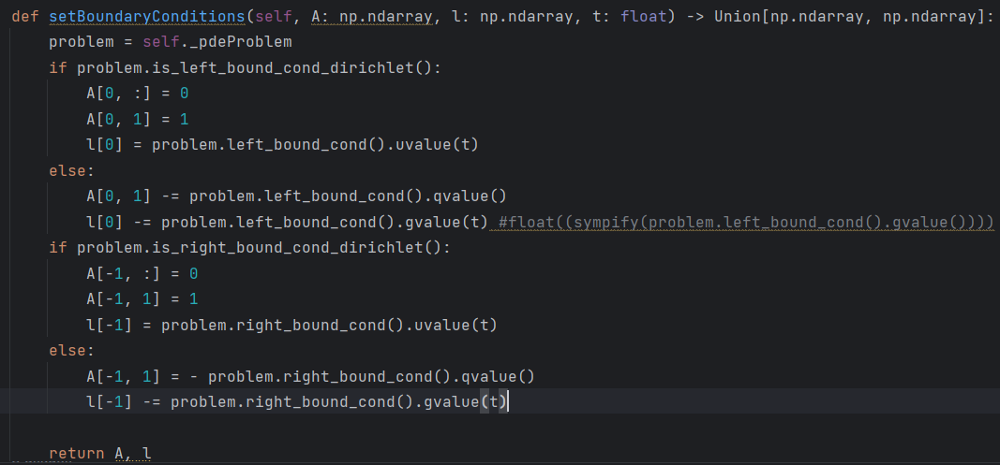 def setBoundaryConditions(self, A: np.ndarray, l: np.ndarray, t: float) -> Union[np.ndarray, np.ndarray]:
    problem = self._pdeProblem
    if problem.is_left_bound_cond_dirichlet():
        A[0, :] = 0
        A[0, 1] = 1
        l[0] = problem.left_bound_cond().uvalue(t)
    else:
        A[0, 1] -= problem.left_bound_cond().qvalue()
        l[0] -= problem.left_bound_cond().gvalue(t) #float((sympify(problem.left_bound_cond().gvalue())))
    if problem.is_right_bound_cond_dirichlet():
        A[-1, :] = 0
        A[-1, 1] = 1
        l[-1] = problem.right_bound_cond().uvalue(t)
    else:
        A[-1, 1] = - problem.right_bound_cond().qvalue()
        l[-1] -= problem.right_bound_cond().gvalue(t)
    return A, l